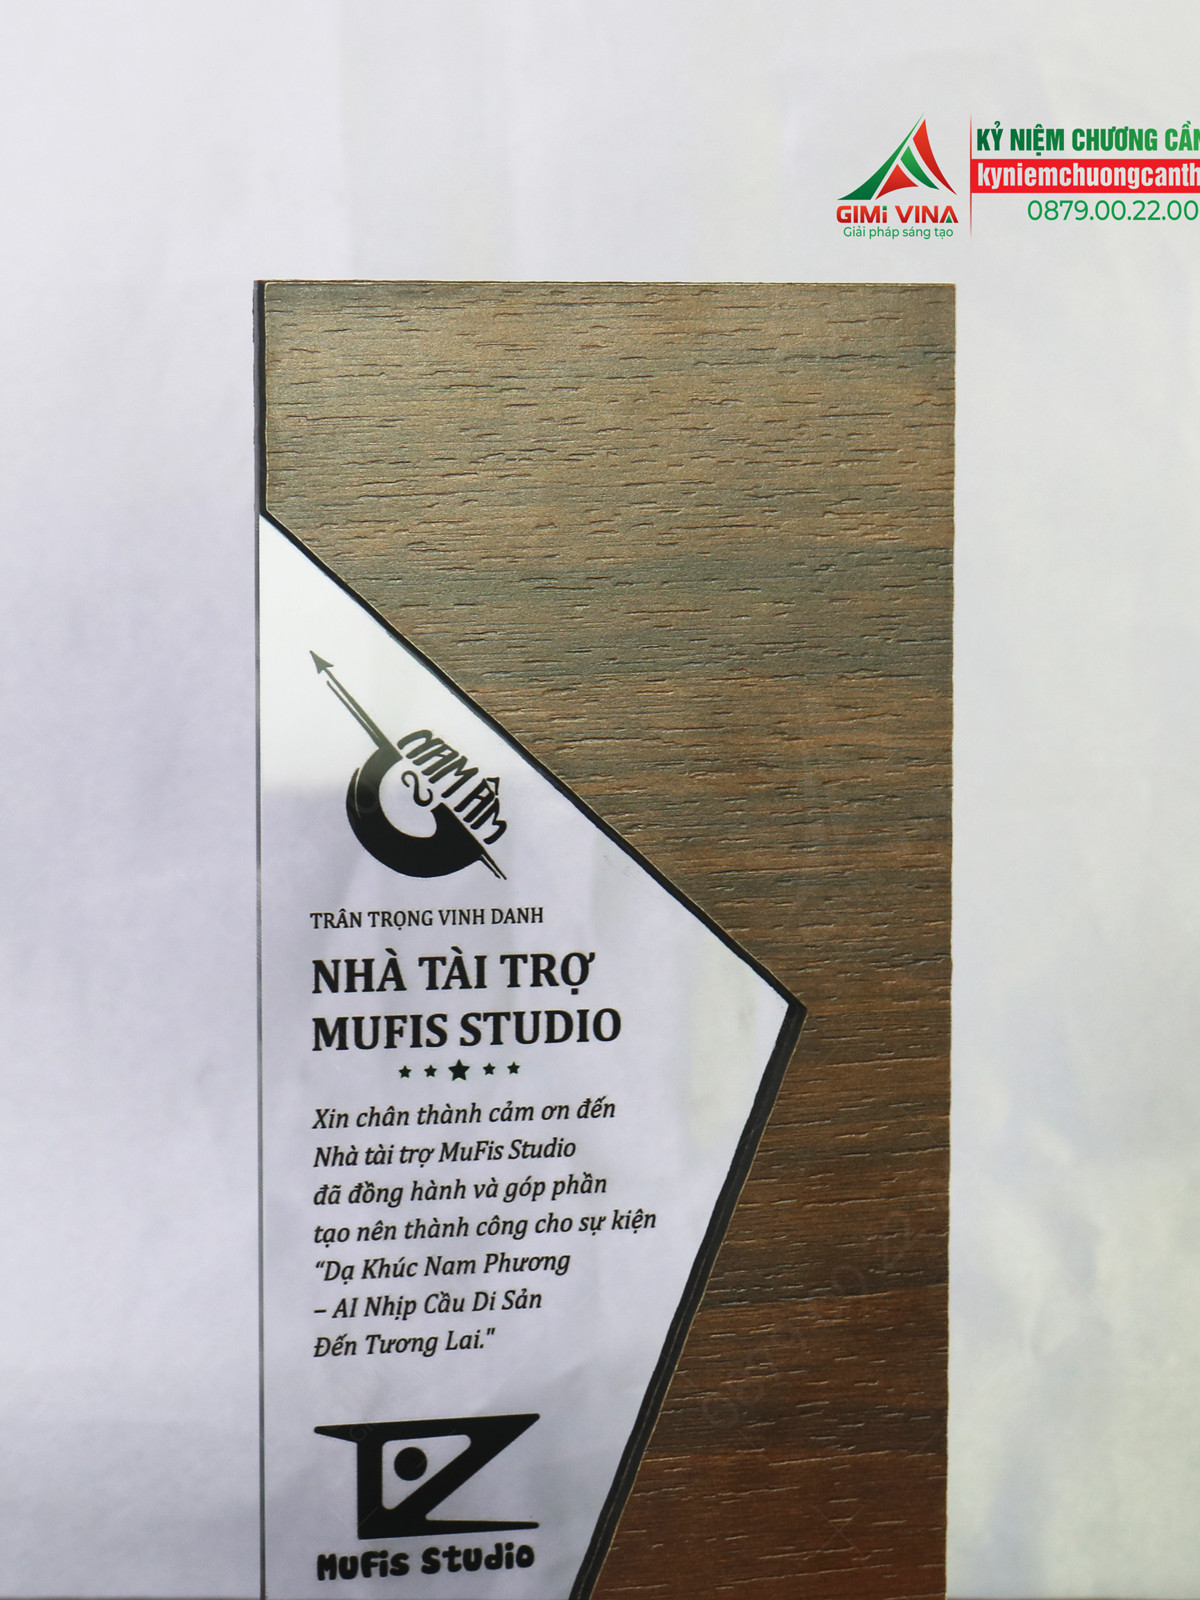 KỶ NIỆM CHƯƠNG CẦN
kyniemchuongcanth
0879.00.22.00
GIMI VINA
Giải pháp sáng tạo
NAM ÂM
TRÂN TRỌNG VINH DANH
NHÀ TÀI TRỢ
MUFIS STUDIO
Xin chân thành cảm ơn đến
Nhà tài trợ MuFis Studio
đã đồng hành và góp phần
tạo nên thành công cho sự kiện
“Dạ Khúc Nam Phương
– AI Nhịp Cầu Di Sản
Đến Tương Lai."
MuFis Studio